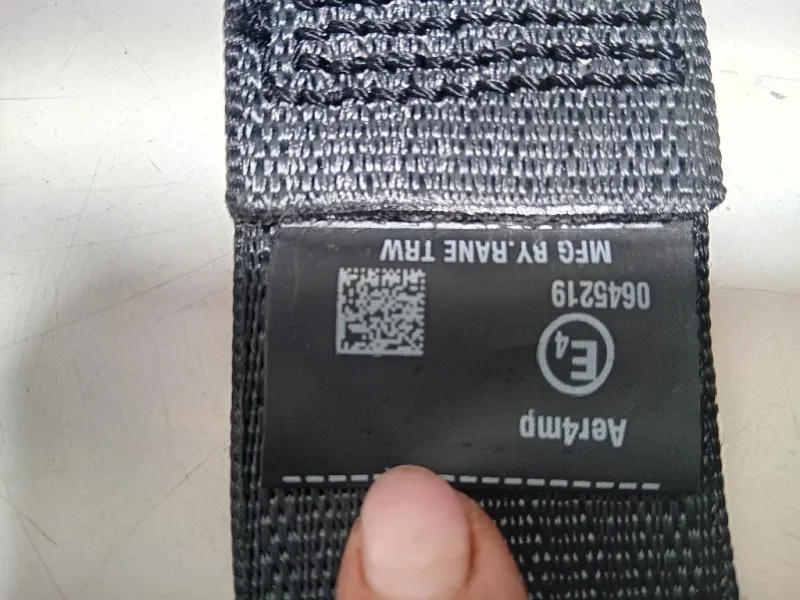 Aer4mp
E4
0645219
MFG BY.RANE TRW